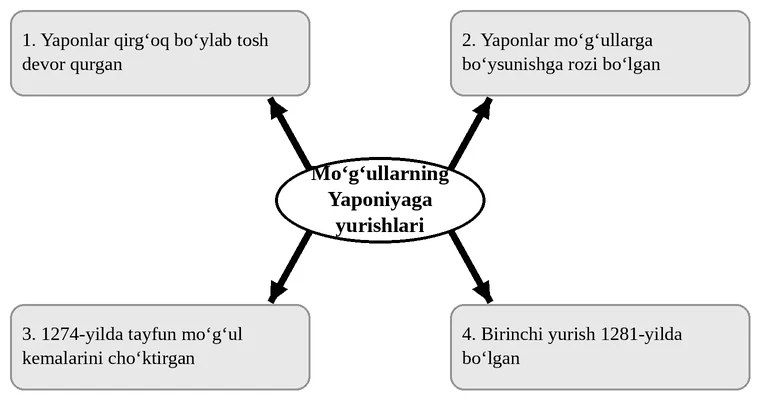 1. Yaponlar qirg‘oq bo‘ylab tosh
devor qurgan
2. Yaponlar mo‘g‘ullarga
bo‘ysunishga rozi bo‘lgan
Mo‘g‘ullarning
Yaponiyaga
yurishlari
3. 1274-yilda tayfun mo‘g‘ul
kemalarini cho‘ktirgan
4. Birinchi yurish 1281-yilda
bo‘lgan